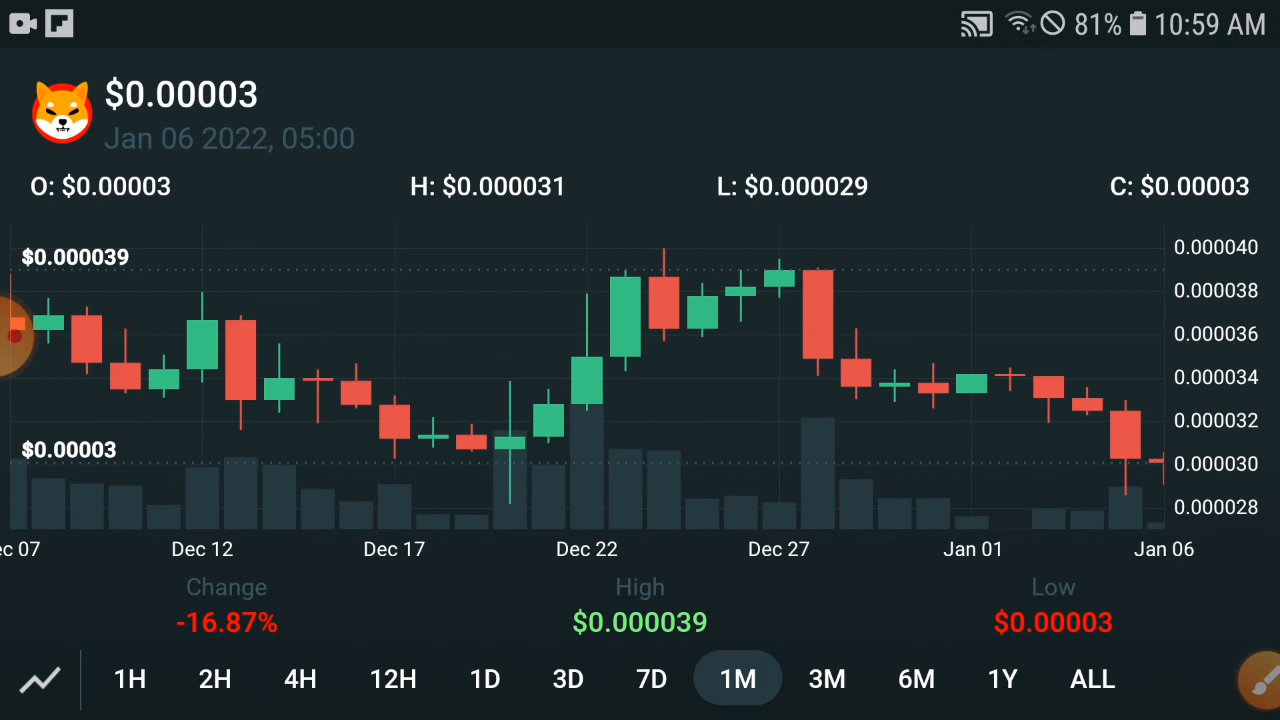 81% 10:59 AM
$0.00003
Jan 06 2022, 05:00
O: $0.00003 H: $0.000031 L: $0.000029 C: $0.00003
0.000040
$0.000039
0.000038
0.000036
0.000034
0.000032
$0.00003
0.000030
0.000028
ec 07 Dec 12 Dec 17 Dec 22 Dec 27 Jan 01 Jan 06
Change High Low
-16.87% $0.000039 $0.00003
1H 2H 4H 12H 1D 3D 7D 1M 3M 6M 1Y ALL